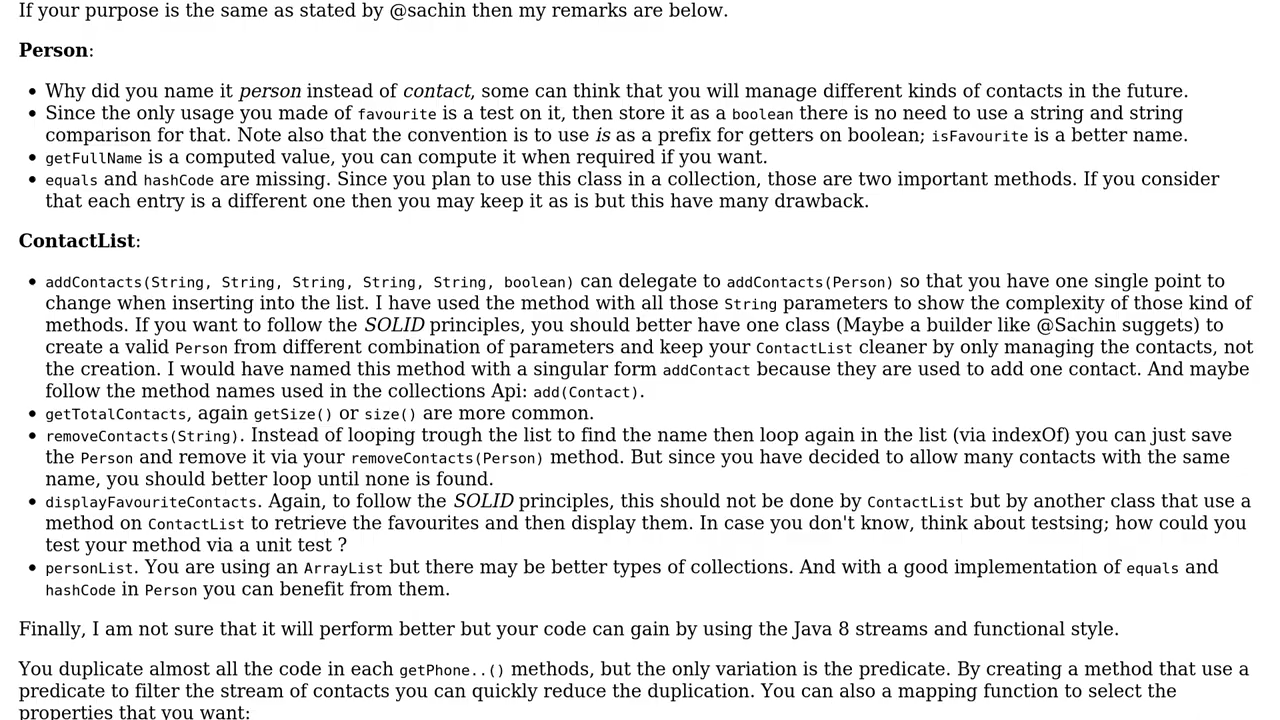 If your purpose is the same as stated by @sachin then my remarks are below.
Person:
• Why did you name it person instead of contact, some can think that you will manage different kinds of contacts in the future.
• Since the only usage you made of favourite is a test on it, then store it as a boolean there is no need to use a string and string
comparison for that. Note also that the convention is to use is as a prefix for getters on boolean; isFavourite is a better name.
• getFullName is a computed value, you can compute it when required if you want.
• equals and hashCode are missing. Since you plan to use this class in a collection, those are two important methods. If you consider
that each entry is a different one then you may keep it as is but this have many drawback.
ContactList:
• addContacts(String, String, String, String, String, boolean) can delegate to addContacts(Person) so that you have one single point to
change when inserting into the list. I have used the method with all those String parameters to show the complexity of those kind of
methods. If you want to follow the SOLID principles, you should better have one class (Maybe a builder like @Sachin suggets) to
create a valid Person from different combination of parameters and keep your ContactList cleaner by only managing the contacts, not
the creation. I would have named this method with a singular form addContact because they are used to add one contact. And maybe
follow the method names used in the collections Api: add(Contact).
• getTotalContacts, again getSize() or size() are more common.
• removeContacts(String). Instead of looping trough the list to find the name then loop again in the list (via indexOf) you can just save
the Person and remove it via your removeContacts(Person) method. But since you have decided to allow many contacts with the same
name, you should better loop until none is found.
• displayFavouriteContacts. Again, to follow the SOLID principles, this should not be done by ContactList but by another class that use a
method on ContactList to retrieve the favourites and then display them. In case you don't know, think about testsing; how could you
test your method via a unit test ?
• personList. You are using an ArrayList but there may be better types of collections. And with a good implementation of equals and
hashCode in Person you can benefit from them.
Finally, I am not sure that it will perform better but your code can gain by using the Java 8 streams and functional style.
You duplicate almost all the code in each getPhone..() methods, but the only variation is the predicate. By creating a method that use a
predicate to filter the stream of contacts you can quickly reduce the duplication. You can also a mapping function to select the
properties that you want: